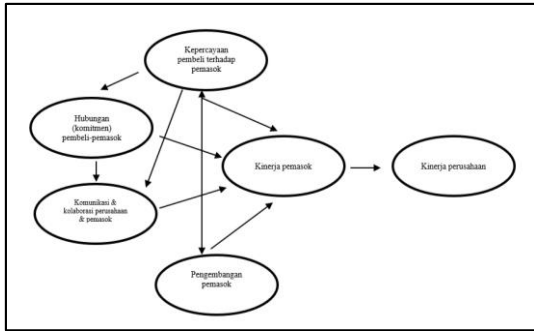 Kepercayaan
pembeli terhadap
pemasok
Hubungan
(komitmen)
pembeli-pemasok
Kinerja pemasok
Kinerja perusahaan
Komunikasi &
kolaborasi perusahaan
& pemasok
Pengembangan
pemasok